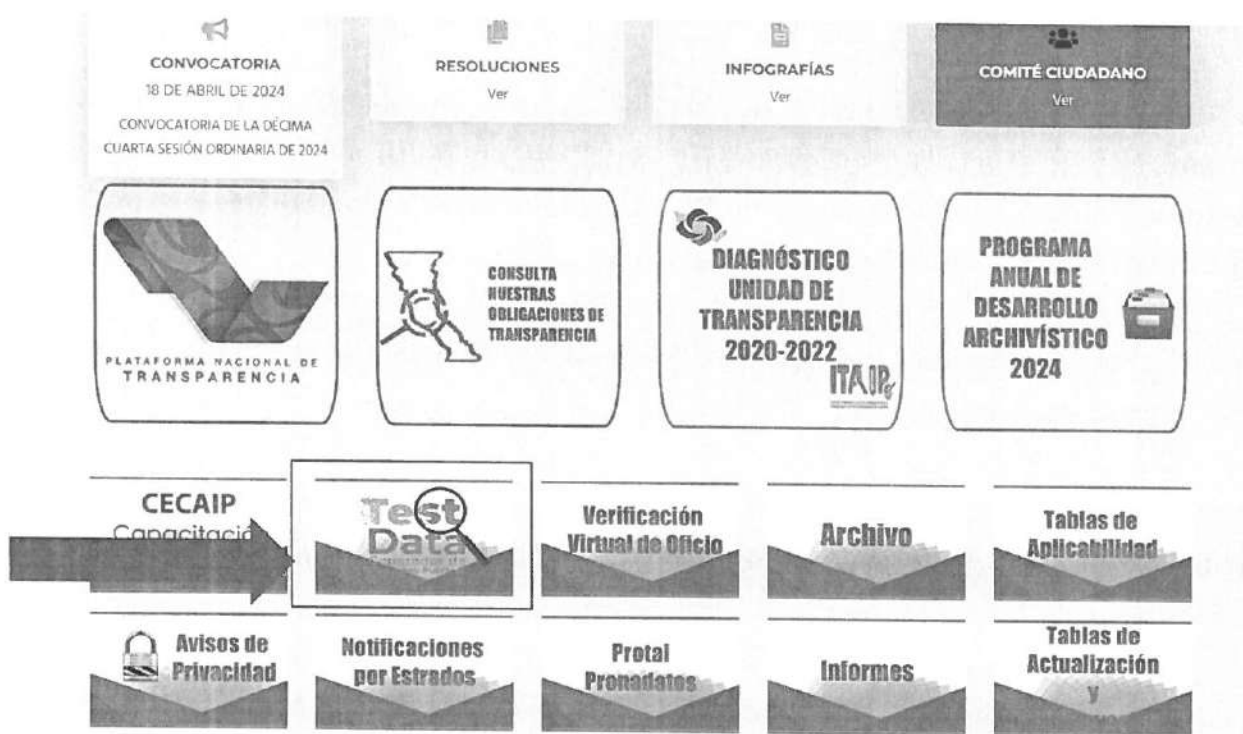 CONVOCATORIA
18 DE ABRIL DE 2024
CONVOCATORIA DE LA DÉCIMA
CUARTA SESIÓN ORDINARIA DE 2024
RESOLUCIONES
Ver
INFOGRAFÍAS
Ver
COMITÉ CIUDADANO
Ver
PLATAFORMA NACIONAL DE
TRANSPARENCIA
CONSULTA
NUESTRAS
OBLIGACIONES DE
TRANSPARENCIA
DIAGNÓSTICO
UNIDAD DE
TRANSPARENCIA
2020-2022
ITAIP
PROGRAMA
ANUAL DE
DESARROLLO
ARCHIVÍSTICO
2024
CECAIP
Capacitación
Test
Data
Verificación
Virtual de Oficio
Archivo
Tablas de
Aplicabilidad
Avisos de
Privacidad
Notificaciones
por Estrados
Protal
Pronadatos
Informes
Tablas de
Actualización
y